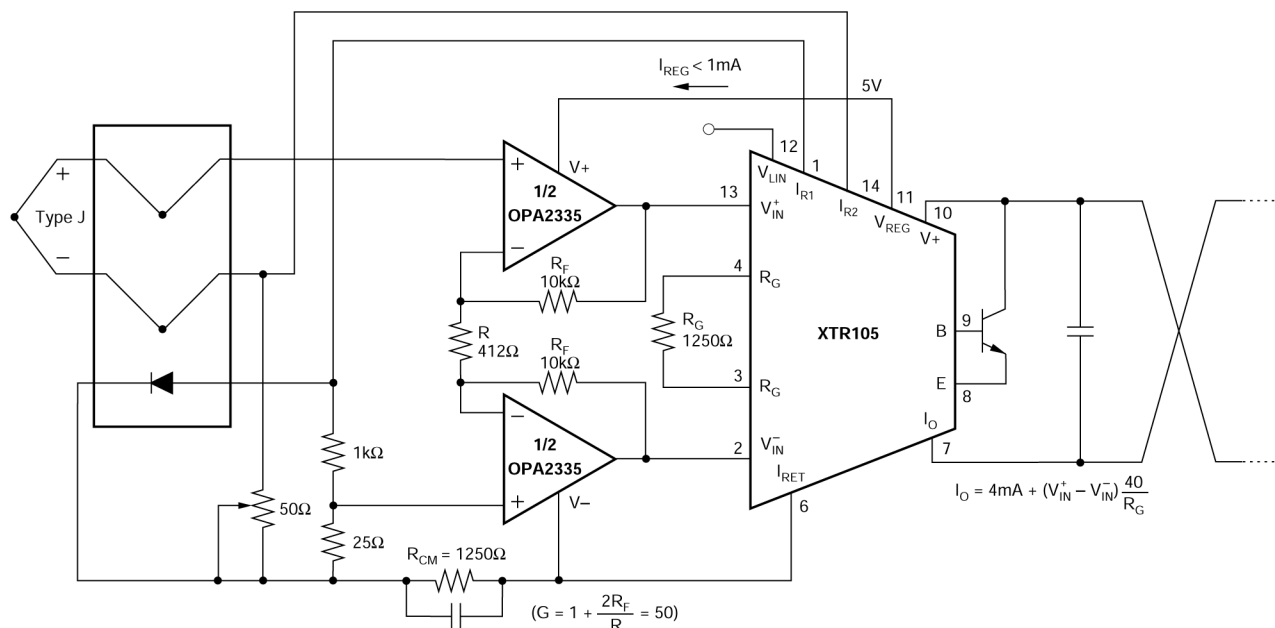 I_REG < 1mA
5V
+
Type J
−
+
V+
1/2
OPA2335
−
R_F
10kΩ
R
412Ω
R_F
10kΩ
−
1/2
OPA2335
+
V−
1kΩ
50Ω
25Ω
R_CM = 1250Ω
(G = 1 + 2R_F/R = 50)
12
V_LIN
1
I_R1
14
I_R2
11
V_REG
10
V+
13
V_IN^+
4
R_G
R_G
1250Ω
3
R_G
XTR105
B
9
E
8
2
V_IN^−
I_RET
6
I_O
7
I_O = 4mA + (V_IN^+ − V_IN^−) 40/R_G